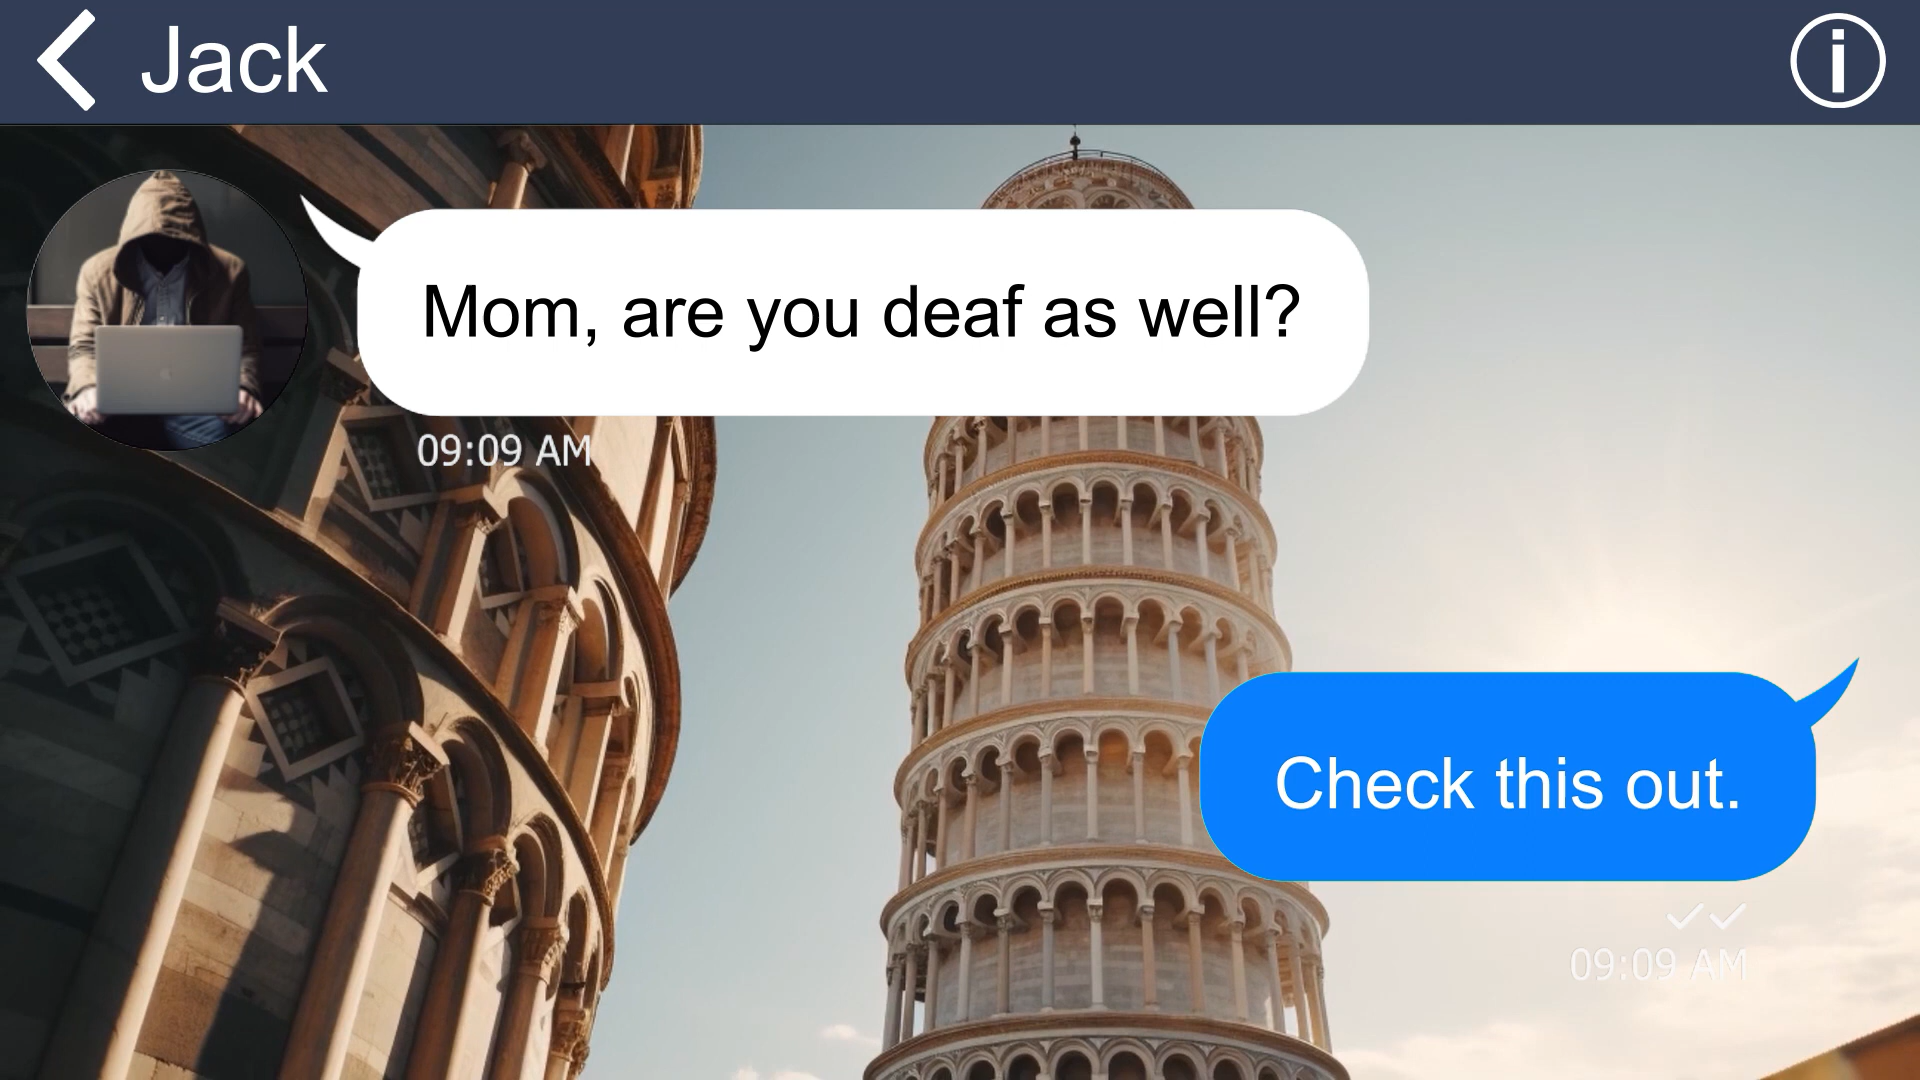 Jack
Mom, are you deaf as well?
09:09 AM
Check this out.
09:09 AM